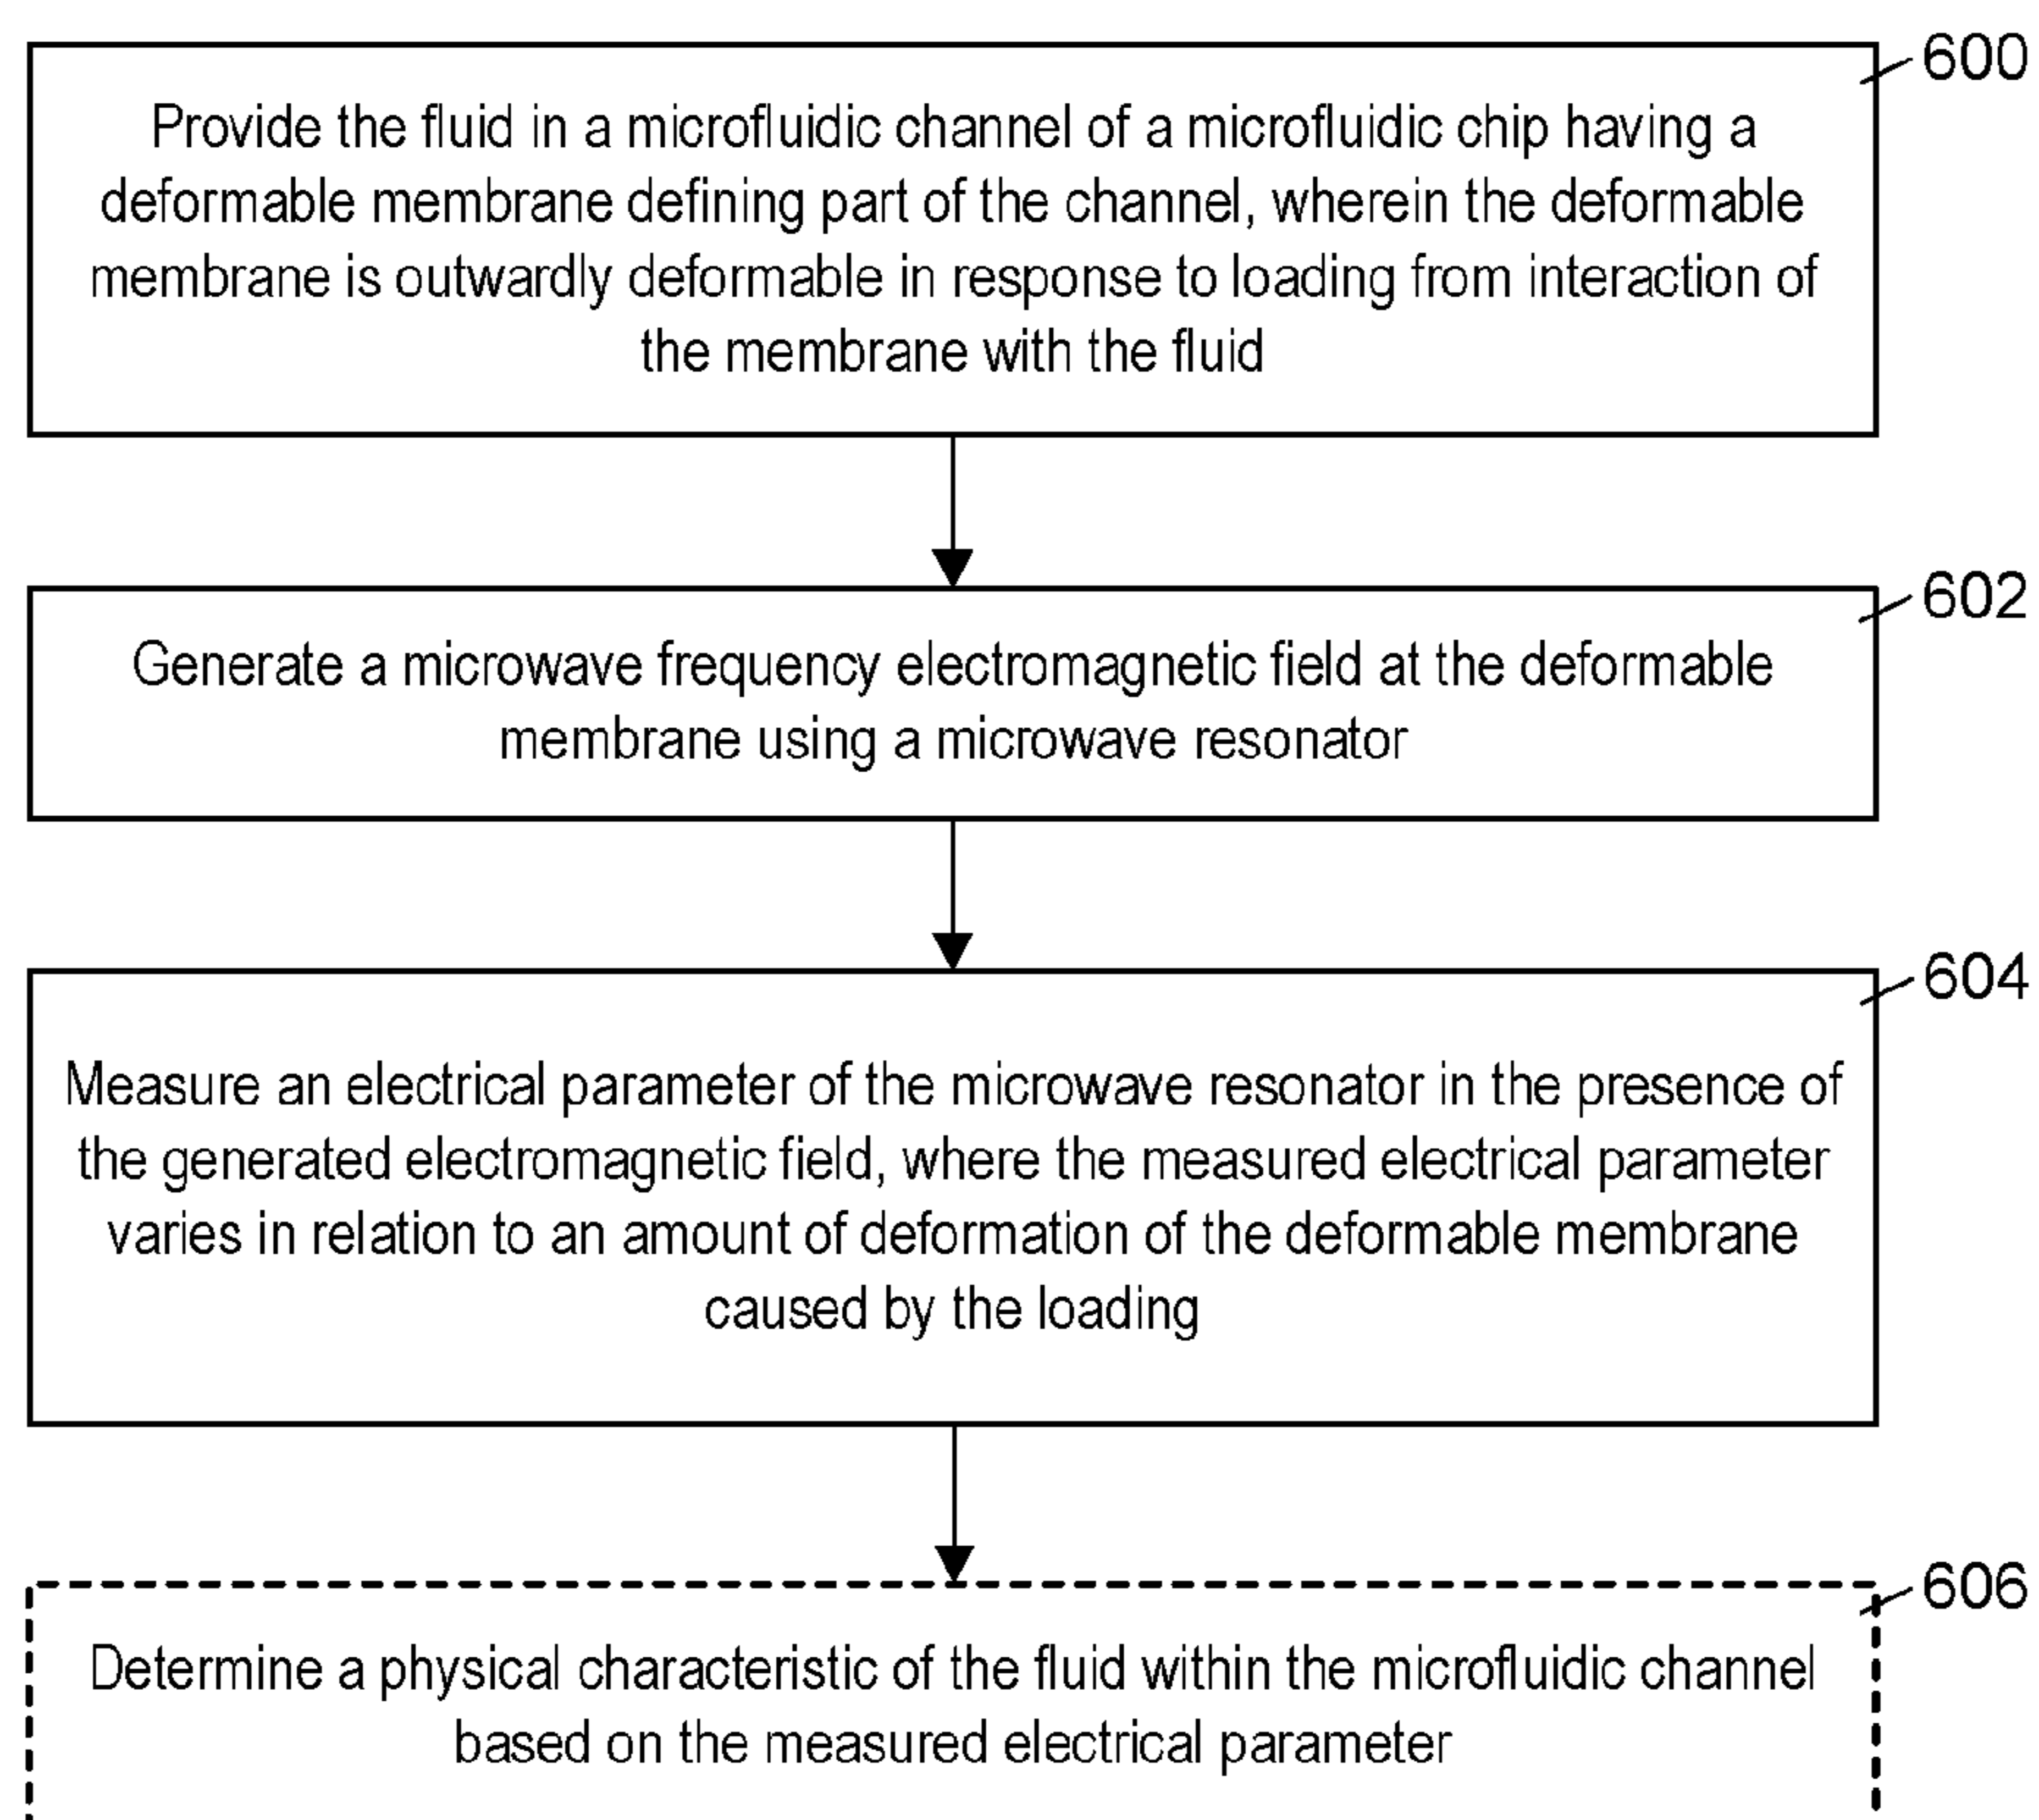 600
Provide the fluid in a microfluidic channel of a microfluidic chip having a
deformable membrane defining part of the channel, wherein the deformable
membrane is outwardly deformable in response to loading from interaction of
the membrane with the fluid
602
Generate a microwave frequency electromagnetic field at the deformable
membrane using a microwave resonator
604
Measure an electrical parameter of the microwave resonator in the presence of
the generated electromagnetic field, where the measured electrical parameter
varies in relation to an amount of deformation of the deformable membrane
caused by the loading
606
Determine a physical characteristic of the fluid within the microfluidic channel
based on the measured electrical parameter